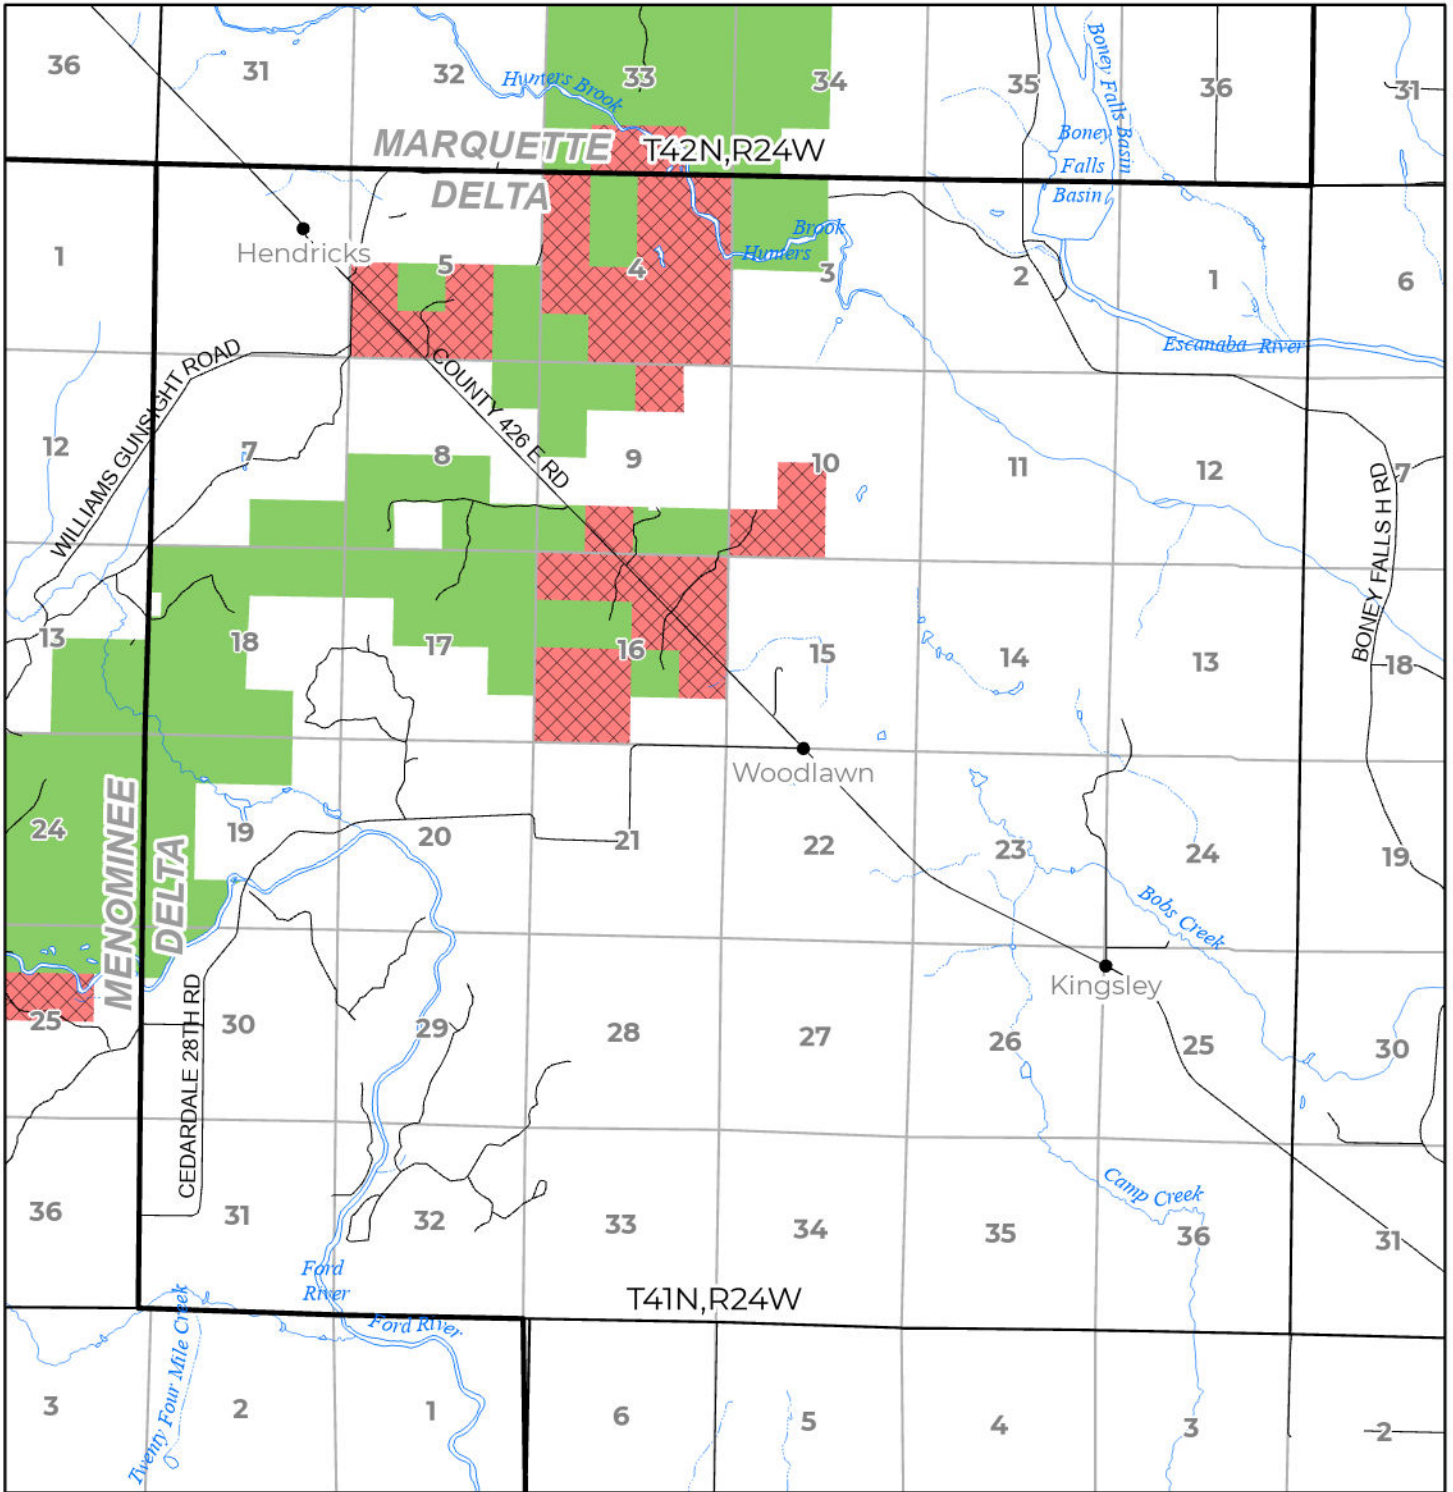 36
31
32
33
34
35
36
31
Hunters Brook
Boney Falls Basin
Boney
Falls
Basin
MARQUETTE
T42N,R24W
DELTA
Hendricks
1
5
4
Brook
Hunters
3
2
1
6
Escanaba River
WILLIAMS GUNSIGHT ROAD
COUNTY 426 E RD
12
7
8
9
10
11
12
7
BONEY FALLS H RD
13
18
17
16
15
14
13
18
Woodlawn
MENOMINEE
DELTA
24
19
20
21
22
23
24
19
Bobs Creek
Kingsley
CEDARDALE 28TH RD
25
30
29
28
27
26
25
30
Camp Creek
36
31
32
33
34
35
36
31
Ford
River
T41N,R24W
Ford River
Twenty Four Mile Creek
3
2
1
6
5
4
3
2